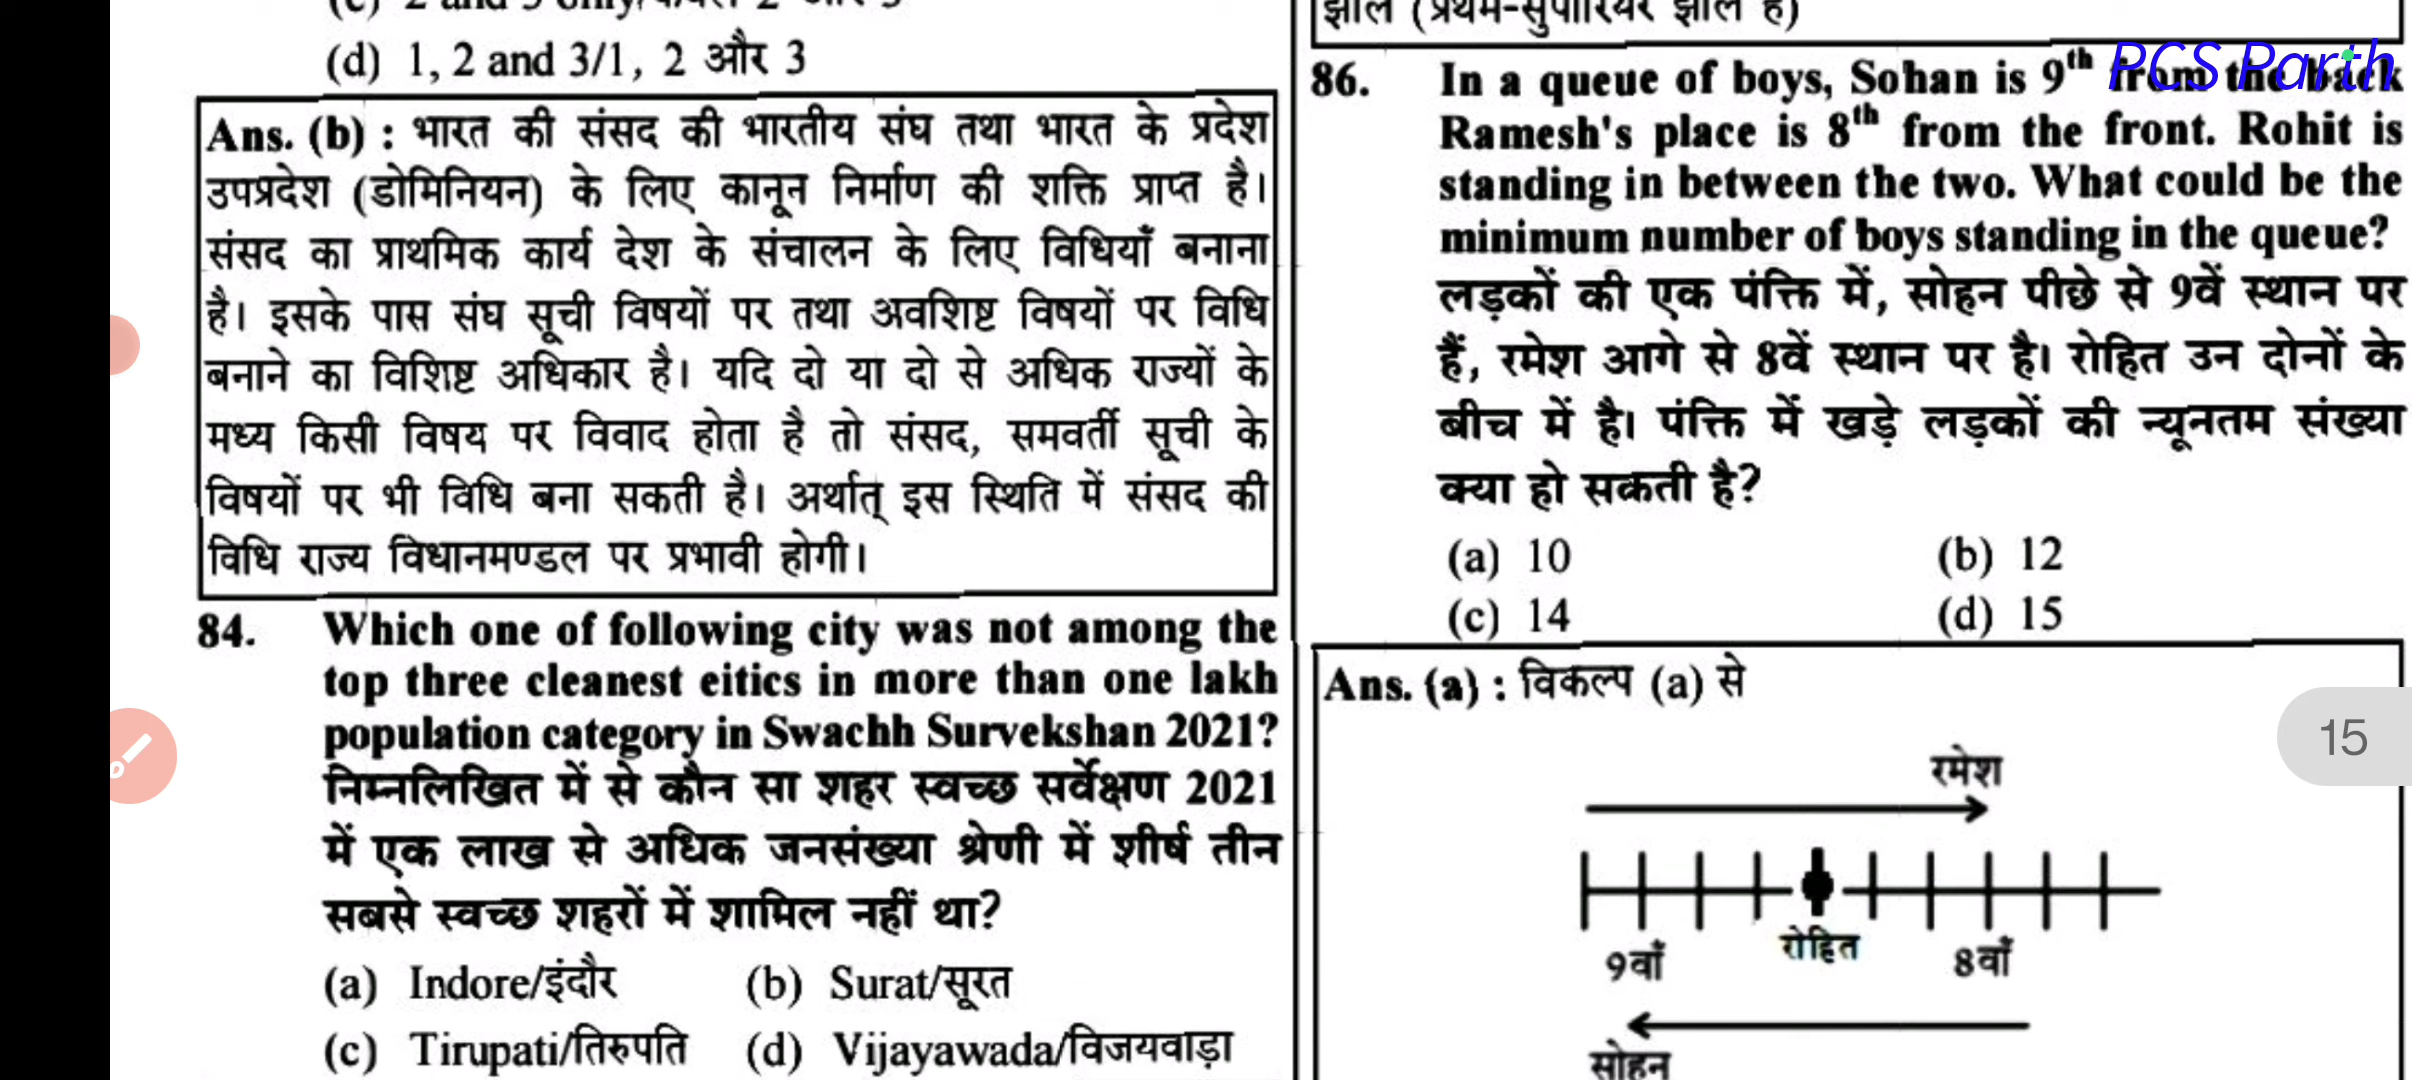 (d) 1, 2 and 3/1, 2 और 3
Ans. (b) : भारत की संसद की भारतीय संघ तथा भारत के प्रदेश
उपप्रदेश (डोमिनियन) के लिए कानून निर्माण की शक्ति प्राप्त है।
संसद का प्राथमिक कार्य देश के संचालन के लिए विधियाँ बनाना
है। इसके पास संघ सूची विषयों पर तथा अवशिष्ट विषयों पर विधि
बनाने का विशिष्ट अधिकार है। यदि दो या दो से अधिक राज्यों के
मध्य किसी विषय पर विवाद होता है तो संसद, समवर्ती सूची के
विषयों पर भी विधि बना सकती है। अर्थात् इस स्थिति में संसद की
विधि राज्य विधानमण्डल पर प्रभावी होगी।
84. Which one of following city was not among the
top three cleanest eitics in more than one lakh
population category in Swachh Survekshan 2021?
निम्नलिखित में से कौन सा शहर स्वच्छ सर्वेक्षण 2021
में एक लाख से अधिक जनसंख्या श्रेणी में शीर्ष तीन
सबसे स्वच्छ शहरों में शामिल नहीं था?
(a) Indore/इंदौर (b) Surat/सूरत
(c) Tirupati/तिरुपति (d) Vijayawada/विजयवाड़ा
झील (प्रथम-सुपीरियर झील है)
PCS Parith
86. In a queue of boys, Sohan is 9th from the back
Ramesh's place is 8th from the front. Rohit is
standing in between the two. What could be the
minimum number of boys standing in the queue?
लड़कों की एक पंक्ति में, सोहन पीछे से 9वें स्थान पर
हैं, रमेश आगे से 8वें स्थान पर है। रोहित उन दोनों के
बीच में है। पंक्ति में खड़े लड़कों की न्यूनतम संख्या
क्या हो सकती है?
(a) 10 (b) 12
(c) 14 (d) 15
Ans. (a) : विकल्प (a) से
15
रमेश
9वाँ रोहित 8वाँ
सोहन